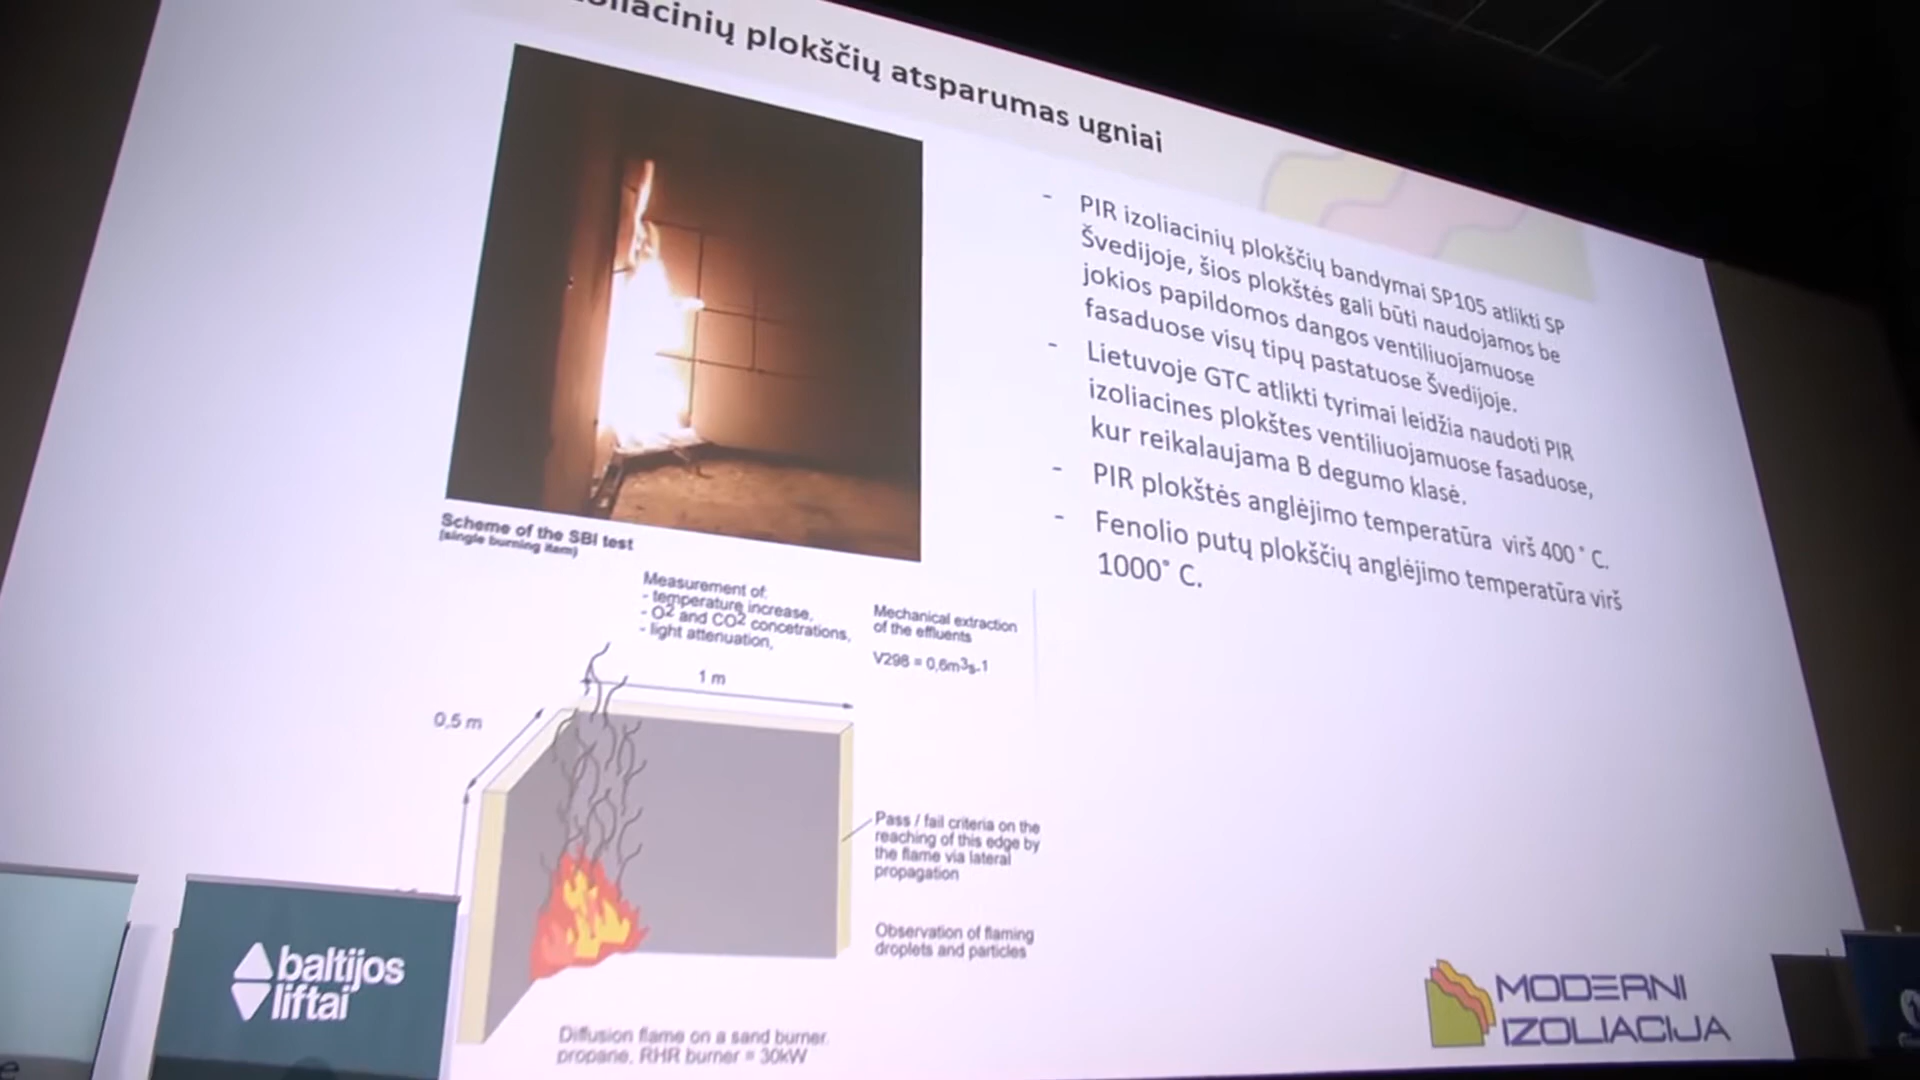 plokščių atsparumas ugniai
- PIR izoliacinių plokščių bandymai SP105 atlikti SP
Švedijoje, šios plokštės gali būti naudojamos be
jokios papildomos dangos ventiliuojamuose
fasaduose visų tipų pastatuose Švedijoje.
- Lietuvoje GTC atlikti tyrimai leidžia naudoti PIR
izoliacines plokštes ventiliuojamuose fasaduose,
kur reikalaujama B degumo klasė.
- PIR plokštės anglėjimo temperatūra virš 400° C.
- Fenolio putų plokščių anglėjimo temperatūra virš
1000° C.
Scheme of the SBI test
(single burning item)
Measurement of:
- temperature increase,
- O2 and CO2 concetrations,
- light attenuation,
Mechanical extraction
of the effluents
V298 = 0,6m3s-1
1 m
0,5 m
Pass / fail criteria on the
reaching of this edge by
the flame via lateral
propagation
Observation of flaming
droplets and particles
Diffusion flame on a sand burner,
propane, RHR burner = 30kW
baltijos
liftai
MODERNI
IZOLIACIJA